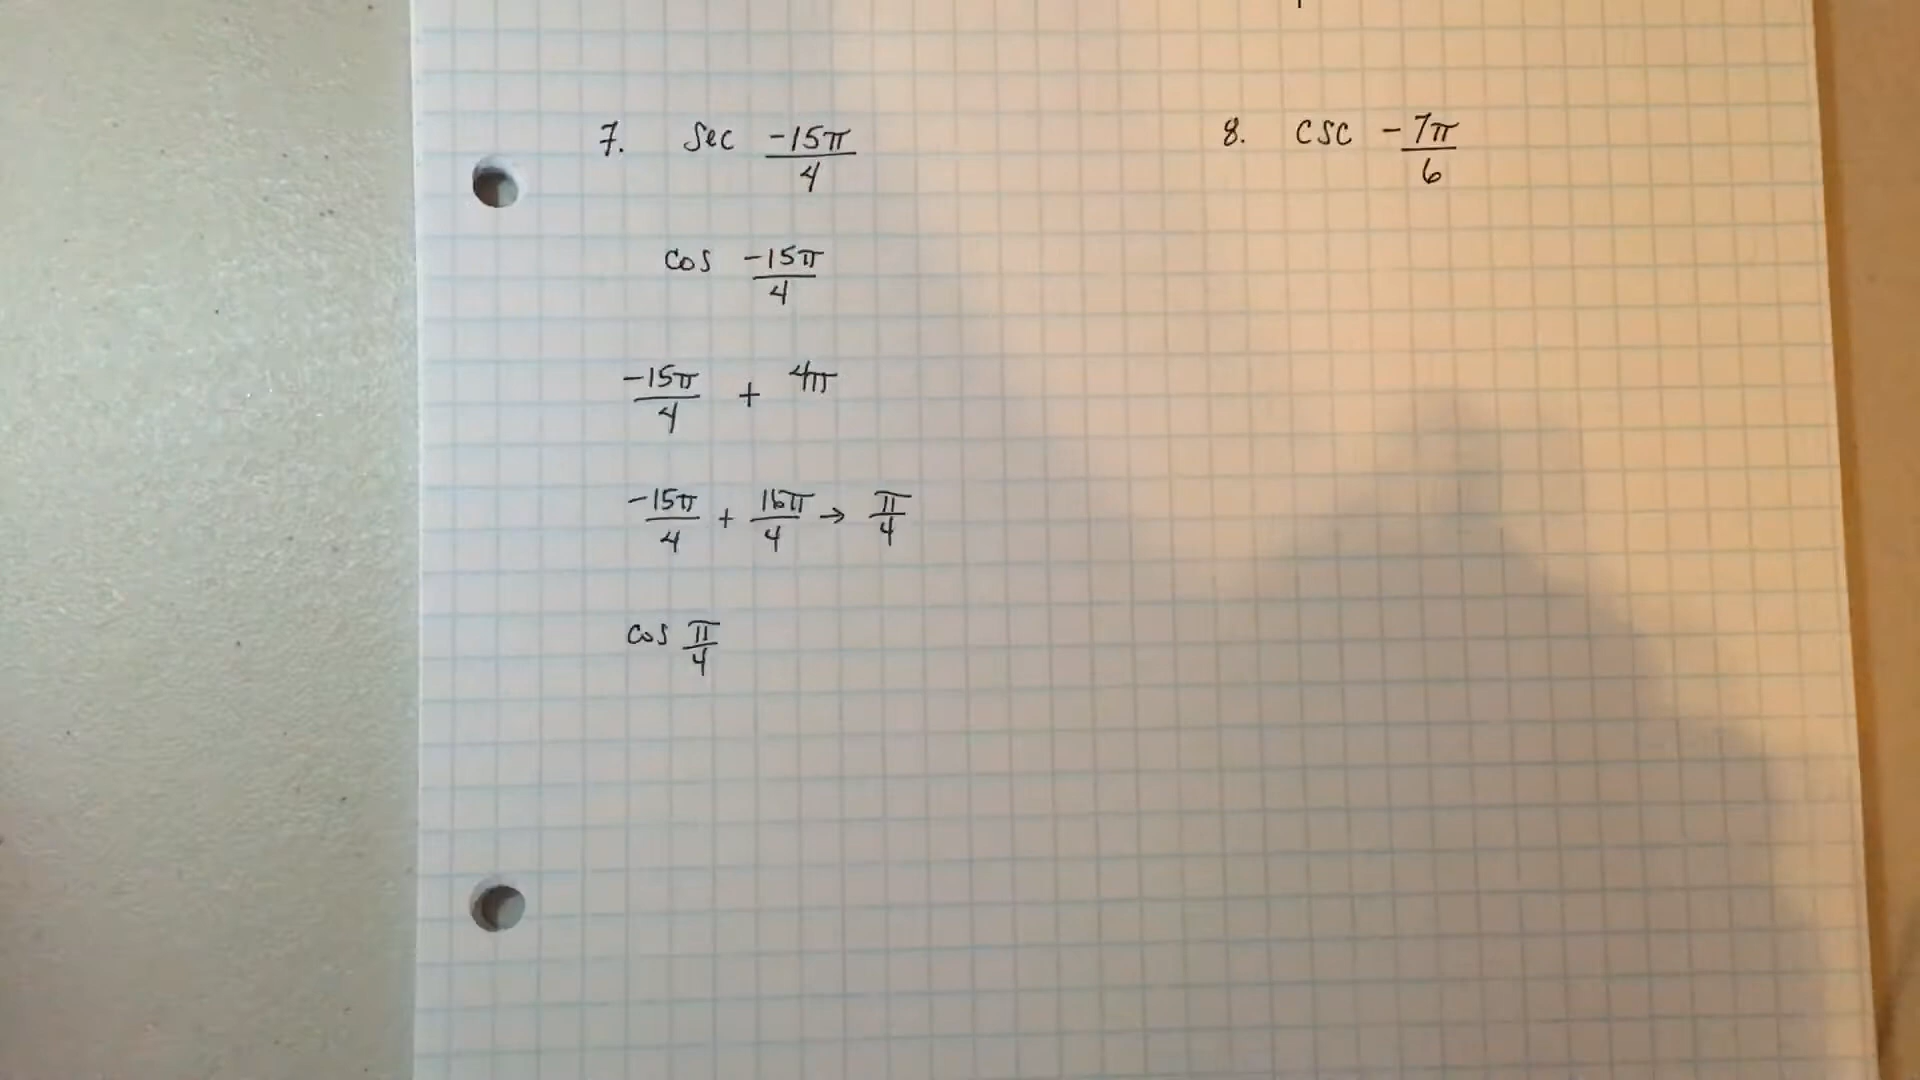 7. sec -15π/4
8. csc -7π/6
cos -15π/4
-15π/4 + 4π
-15π/4 + 16π/4 → π/4
cos π/4